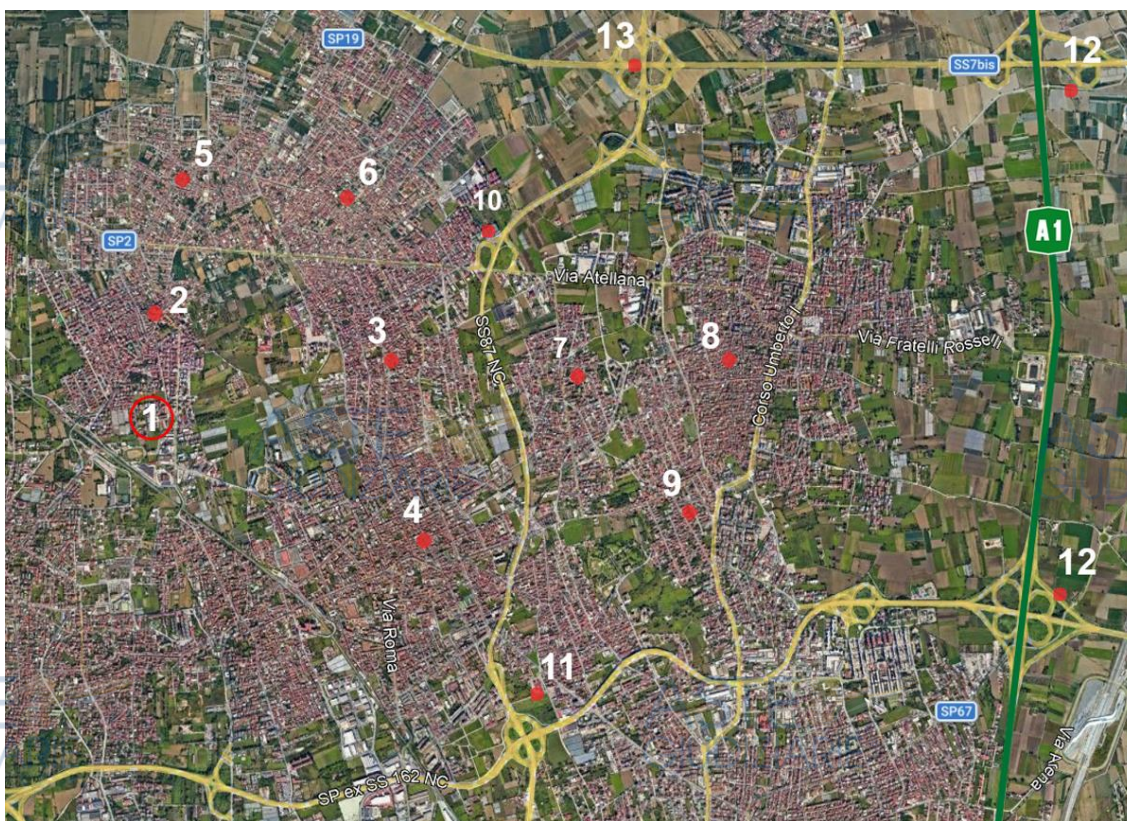 SP19
13
12
SS7bis
5
6
10
A1
SP2
Via Atellana
2
3
SS87 NC
7
8
Corso Umberto I
Via Fratelli Rosselli
1
9
4
12
Via Roma
11
SP67
Via Arena
SP ex SS 162 NC